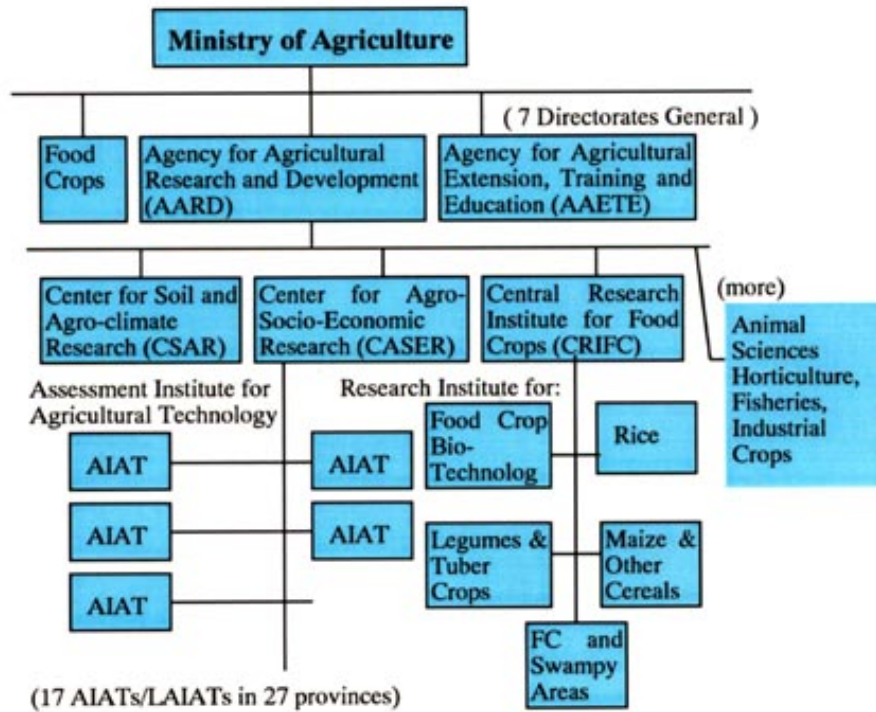 Ministry of Agriculture
( 7 Directorates General )
Food
Crops
Agency for Agricultural
Research and Development
(AARD)
Agency for Agricultural
Extension, Training and
Education (AAETE)
Center for Soil and
Agro-climate
Research (CSAR)
Center for Agro-
Socio-Economic
Research (CASER)
Central Research
Institute for Food
Crops (CRIFC)
(more)
Animal
Sciences
Horticulture,
Fisheries,
Industrial
Crops
Assessment Institute for
Agricultural Technology
AIAT
AIAT
AIAT
AIAT
AIAT
(17 AIATs/LAIATs in 27 provinces)
Research Institute for:
Food Crop
Bio-
Technolog
Rice
Legumes &
Tuber
Crops
Maize &
Other
Cereals
FC and
Swampy
Areas